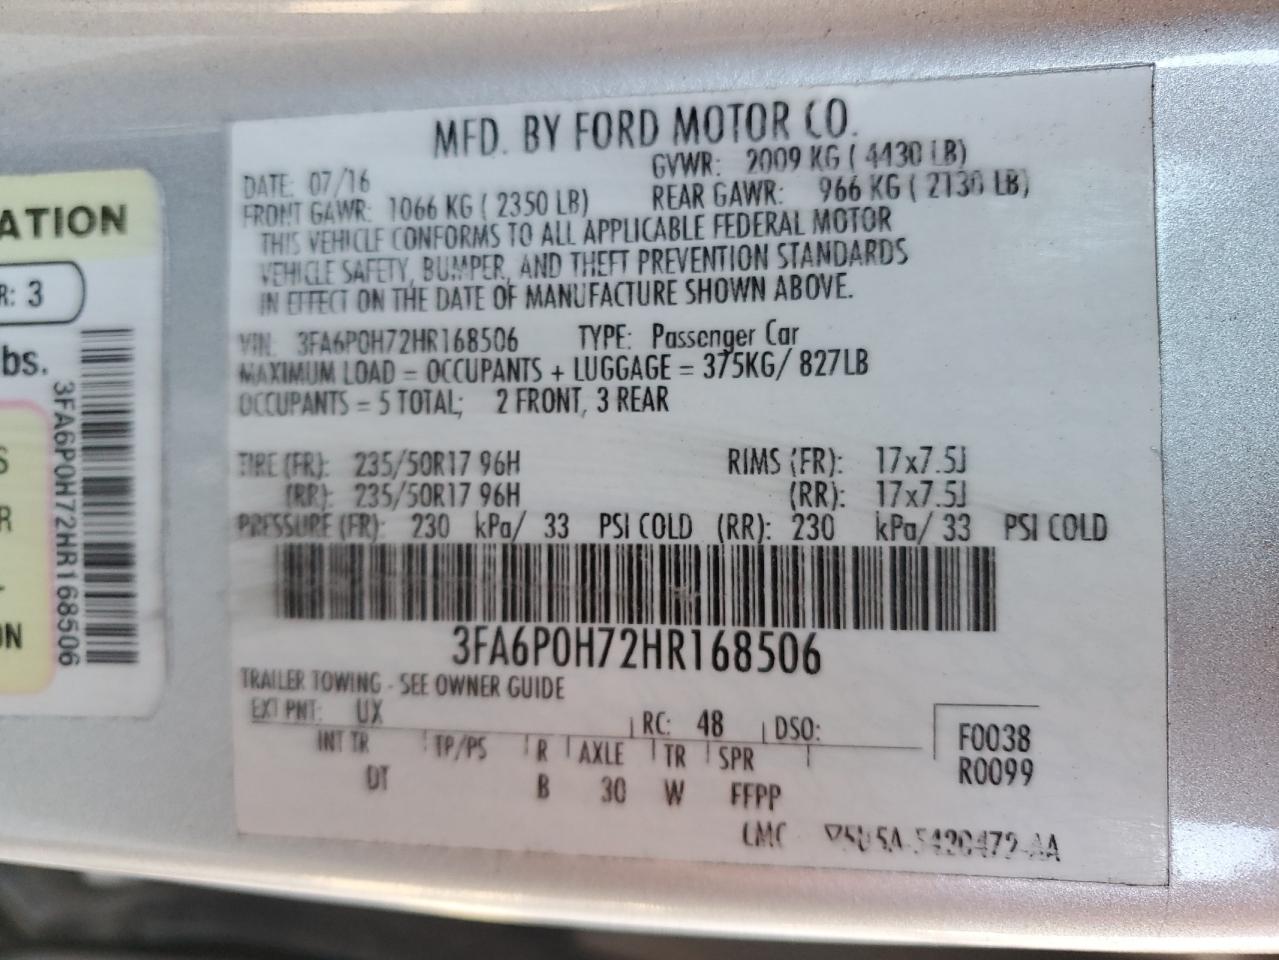 MFD. BY FORD MOTOR CO.
DATE: 07/16 GVWR: 2009 KG ( 4430 LB)
FRONT GAWR: 1066 KG ( 2350 LB) REAR GAWR: 966 KG ( 2130 LB)
THIS VEHICLE CONFORMS TO ALL APPLICABLE FEDERAL MOTOR
VEHICLE SAFETY, BUMPER, AND THEFT PREVENTION STANDARDS
IN EFFECT ON THE DATE OF MANUFACTURE SHOWN ABOVE.
VIN: 3FA6P0H72HR168506 TYPE: Passenger Car
MAXIMUM LOAD = OCCUPANTS + LUGGAGE = 375KG/ 827LB
OCCUPANTS = 5 TOTAL; 2 FRONT, 3 REAR
TIRE (FR): 235/50R17 96H RIMS (FR): 17x7.5J
(RR): 235/50R17 96H (RR): 17x7.5J
PRESSURE (FR): 230 kPa/ 33 PSI COLD (RR): 230 kPa/ 33 PSI COLD
3FA6P0H72HR168506
TRAILER TOWING - SEE OWNER GUIDE
EXT PNT: UX RC: 48 DSO:
INT TR TP/PS R AXLE TR SPR
DT B 30 W FFPP
F0038
R0099
LMC
ATION
R: 3
bs.
3FA6P0H72HR168506
S
R
ON